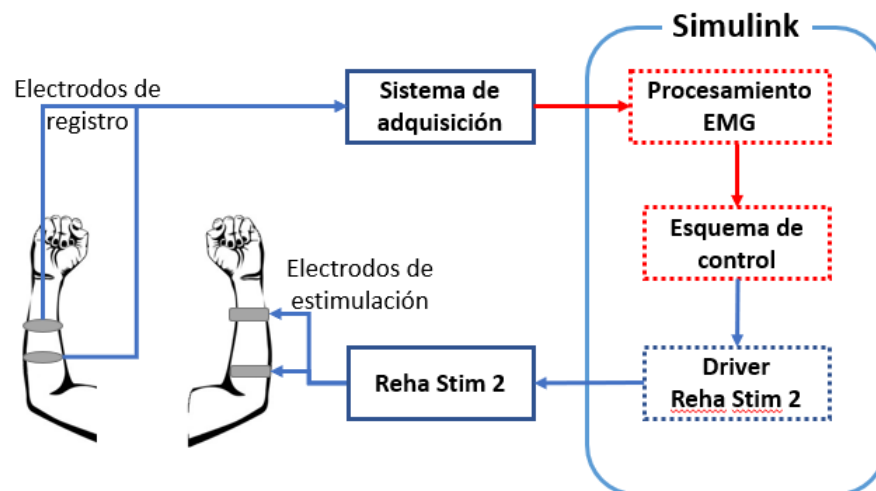 Simulink
Electrodos de
registro
Sistema de
adquisición
Procesamiento
EMG
Esquema de
control
Electrodos de
estimulación
Reha Stim 2
Driver
Reha Stim 2